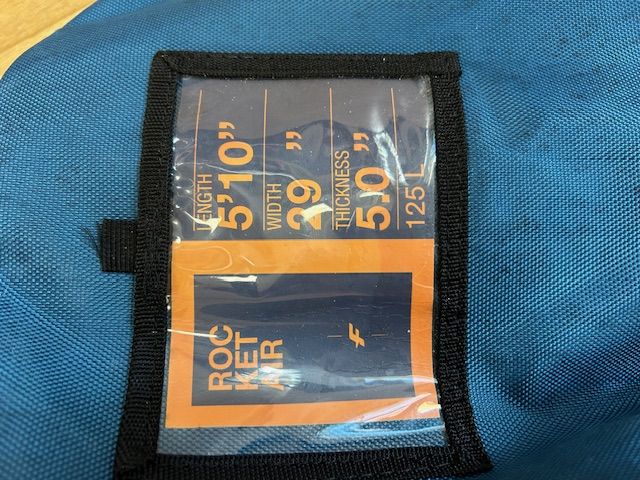 LENGTH
5'10"
WIDTH
29 "
THICKNESS
5.0 "
125 L
ROC
KET
AIR